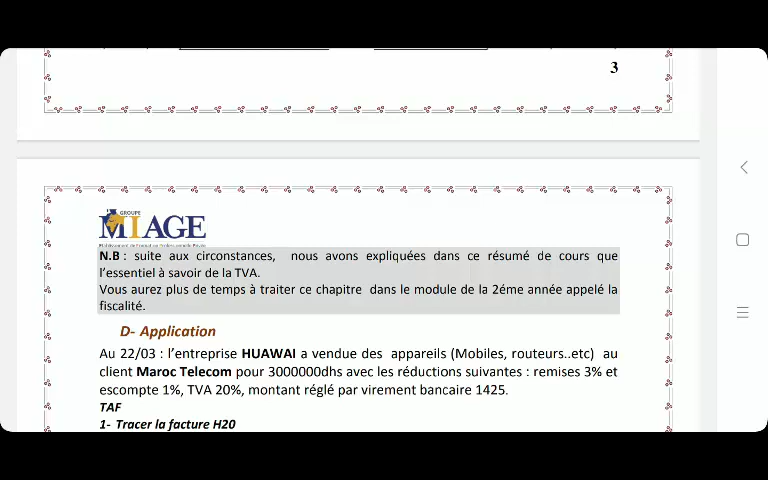 3
GROUPE
MIAGE
N.B : suite aux circonstances, nous avons expliquées dans ce résumé de cours que
l'essentiel à savoir de la TVA.
Vous aurez plus de temps à traiter ce chapitre dans le module de la 2éme année appelé la
fiscalité.
D- Application
Au 22/03 : l'entreprise HUAWAI a vendue des appareils (Mobiles, routeurs..etc) au
client Maroc Telecom pour 3000000dhs avec les réductions suivantes : remises 3% et
escompte 1%, TVA 20%, montant réglé par virement bancaire 1425.
TAF
1- Tracer la facture H20